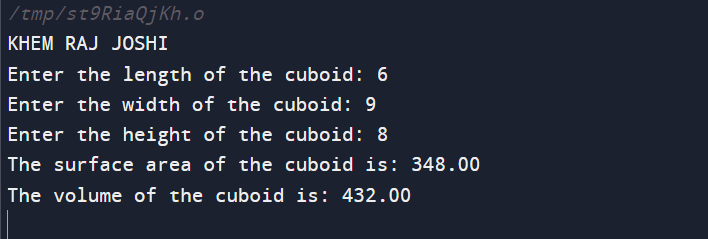 /tmp/st9RiaQjKh.o
KHEM RAJ JOSHI
Enter the length of the cuboid: 6
Enter the width of the cuboid: 9
Enter the height of the cuboid: 8
The surface area of the cuboid is: 348.00
The volume of the cuboid is: 432.00